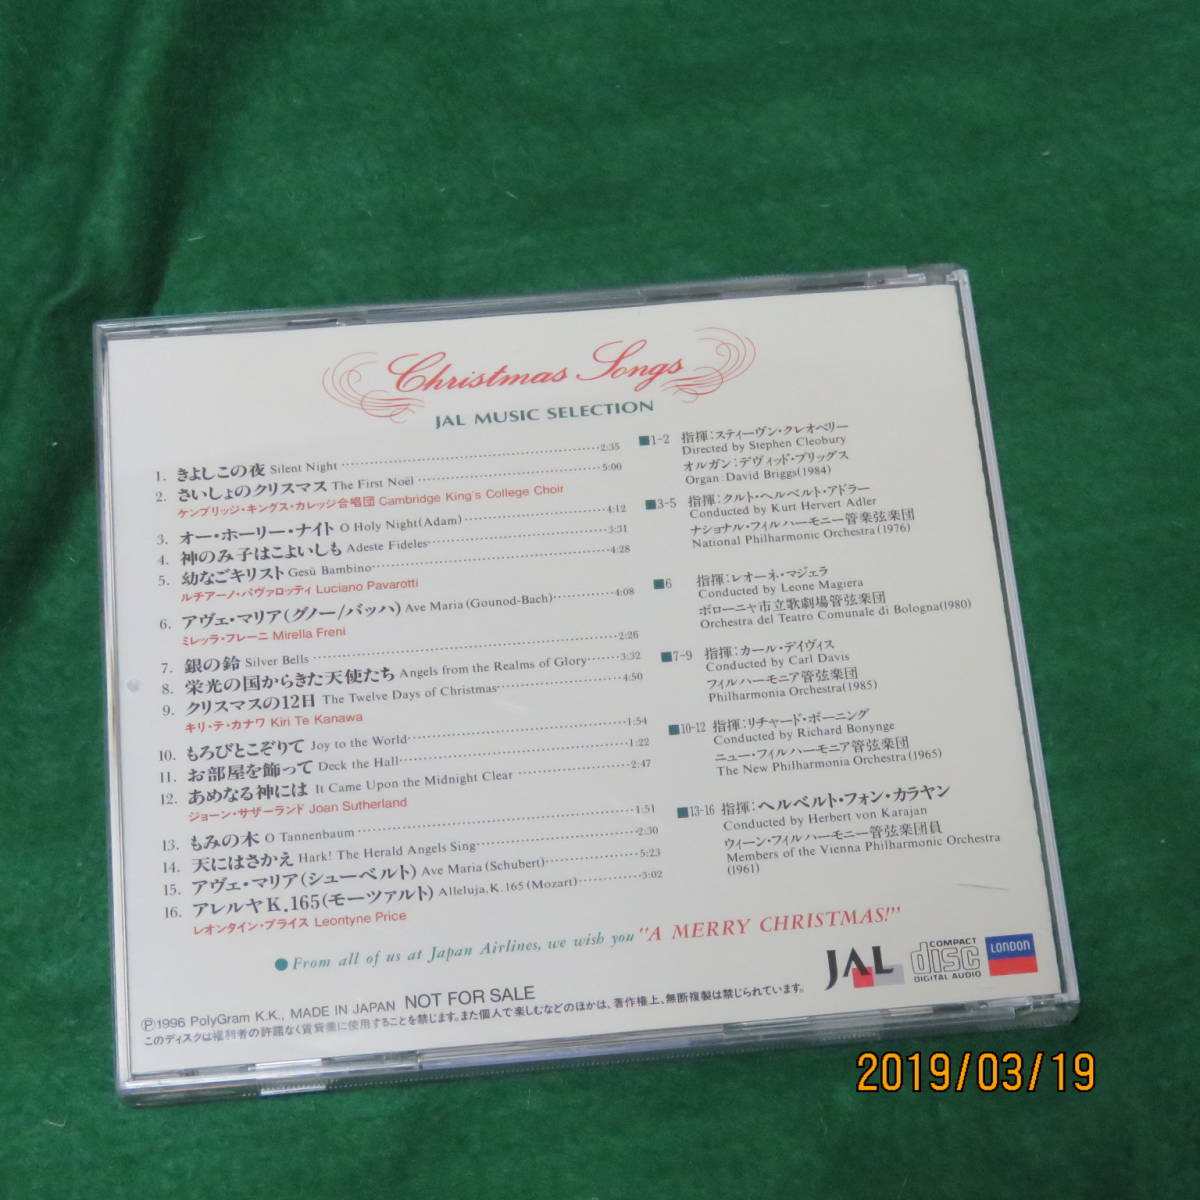 Christmas Songs
JAL MUSIC SELECTION
1. きよしこの夜 Silent Night 2:35
2. さいしょのクリスマス The First Noël 5:00
ケンブリッジ・キングス・カレッジ合唱団 Cambridge King's College Choir
3. オー・ホーリー・ナイト O Holy Night(Adam) 4:12
4. 神のみ子はこよいしも Adeste Fideles 3:31
5. 幼なごキリスト Gesù Bambino 4:28
ルチアーノ・パヴァロッティ Luciano Pavarotti
6. アヴェ・マリア(グノー/バッハ) Ave Maria (Gounod-Bach) 4:08
ミレッラ・フレーニ Mirella Freni
7. 銀の鈴 Silver Bells 2:26
8. 栄光の国からきた天使たち Angels from the Realms of Glory 3:32
9. クリスマスの12日 The Twelve Days of Christmas 4:50
キリ・テ・カナワ Kiri Te Kanawa
10. もろびとこぞりて Joy to the World 1:54
11. お部屋を飾って Deck the Hall 1:22
12. あめなる神には It Came Upon the Midnight Clear 2:47
ジョーン・サザーランド Joan Sutherland
13. もみの木 O Tannenbaum 1:51
14. 天にはさかえ Hark! The Herald Angels Sing 2:30
15. アヴェ・マリア(シューベルト) Ave Maria (Schubert) 5:23
16. アレルヤK.165(モーツァルト) Alleluja, K.165 (Mozart) 3:02
レオンタイン・プライス Leontyne Price
■1-2 指揮:スティーヴン・クレオベリー
Directed by Stephen Cleobury
オルガン:デヴィッド・ブリッグス
Organ: David Briggs(1984)
■3-5 指揮:クルト・ヘルベルト・アドラー
Conducted by Kurt Hervert Adler
ナショナル・フィルハーモニー管楽弦楽団
National Philharmonic Orchestra(1976)
■6 指揮:レオーネ・マジェラ
Conducted by Leone Magiera
ボローニャ市立歌劇場管弦楽団
Orchestra del Teatro Comunale di Bologna(1980)
■7-9 指揮:カール・デイヴィス
Conducted by Carl Davis
フィルハーモニア管弦楽団
Philharmonia Orchestra(1985)
■10-12 指揮:リチャード・ボーニング
Conducted by Richard Bonynge
ニュー・フィルハーモニア管弦楽団
The New Philharmonia Orchestra(1965)
■13-16 指揮:ヘルベルト・フォン・カラヤン
Conducted by Herbert von Karajan
ウィーン・フィルハーモニー管弦楽団員
Members of the Vienna Philharmonic Orchestra
(1961)
●From all of us at Japan Airlines, we wish you "A MERRY CHRISTMAS!"
JAL
COMPACT
disc
DIGITAL AUDIO
LONDON
Ⓟ1996 PolyGram K.K., MADE IN JAPAN NOT FOR SALE
このディスクは権利者の許諾なく賃貸業に使用することを禁じます。また個人で楽しむなどのほかは、著作権上、無断複製は禁じられています。
2019/03/19